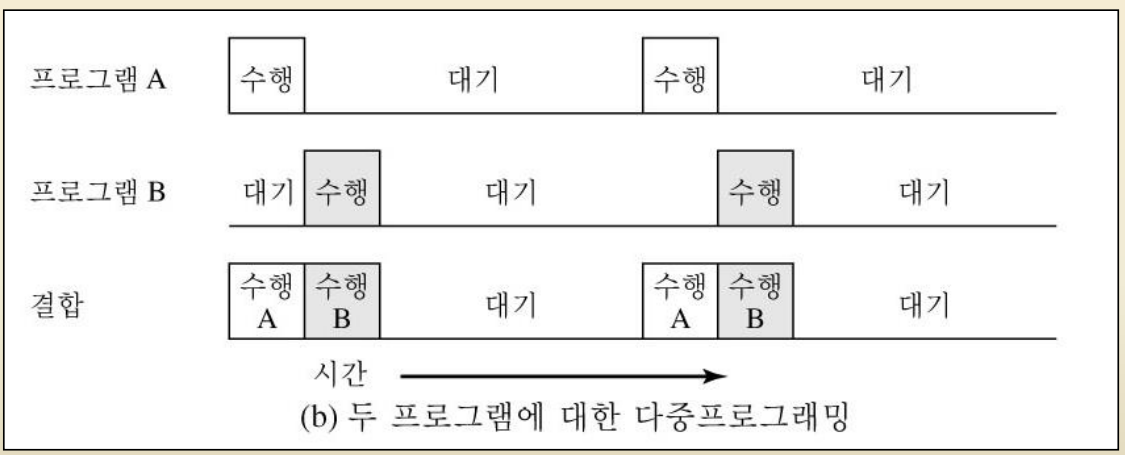 프로그램 A 수행 대기 수행 대기
프로그램 B 대기 수행 대기 수행 대기
결합 수행 A 수행 B 대기 수행 A 수행 B 대기
시간
(b) 두 프로그램에 대한 다중프로그래밍